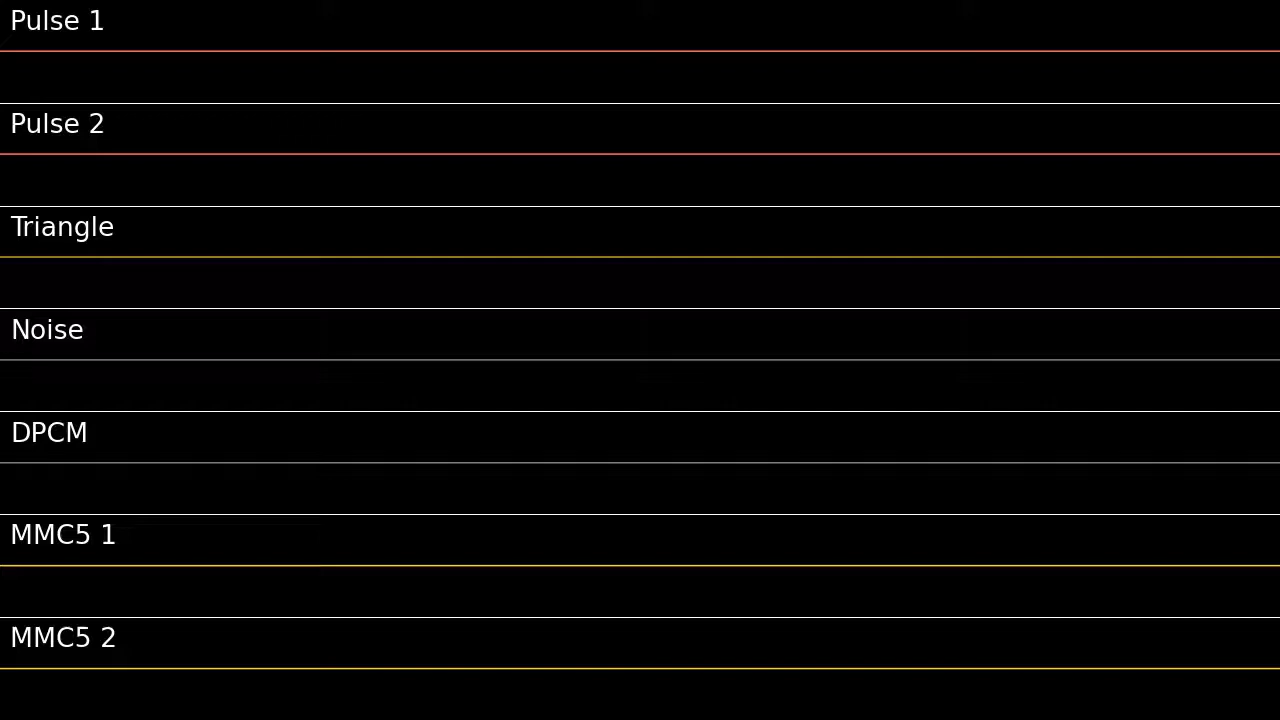 Pulse 1
Pulse 2
Triangle
Noise
DPCM
MMC5 1
MMC5 2